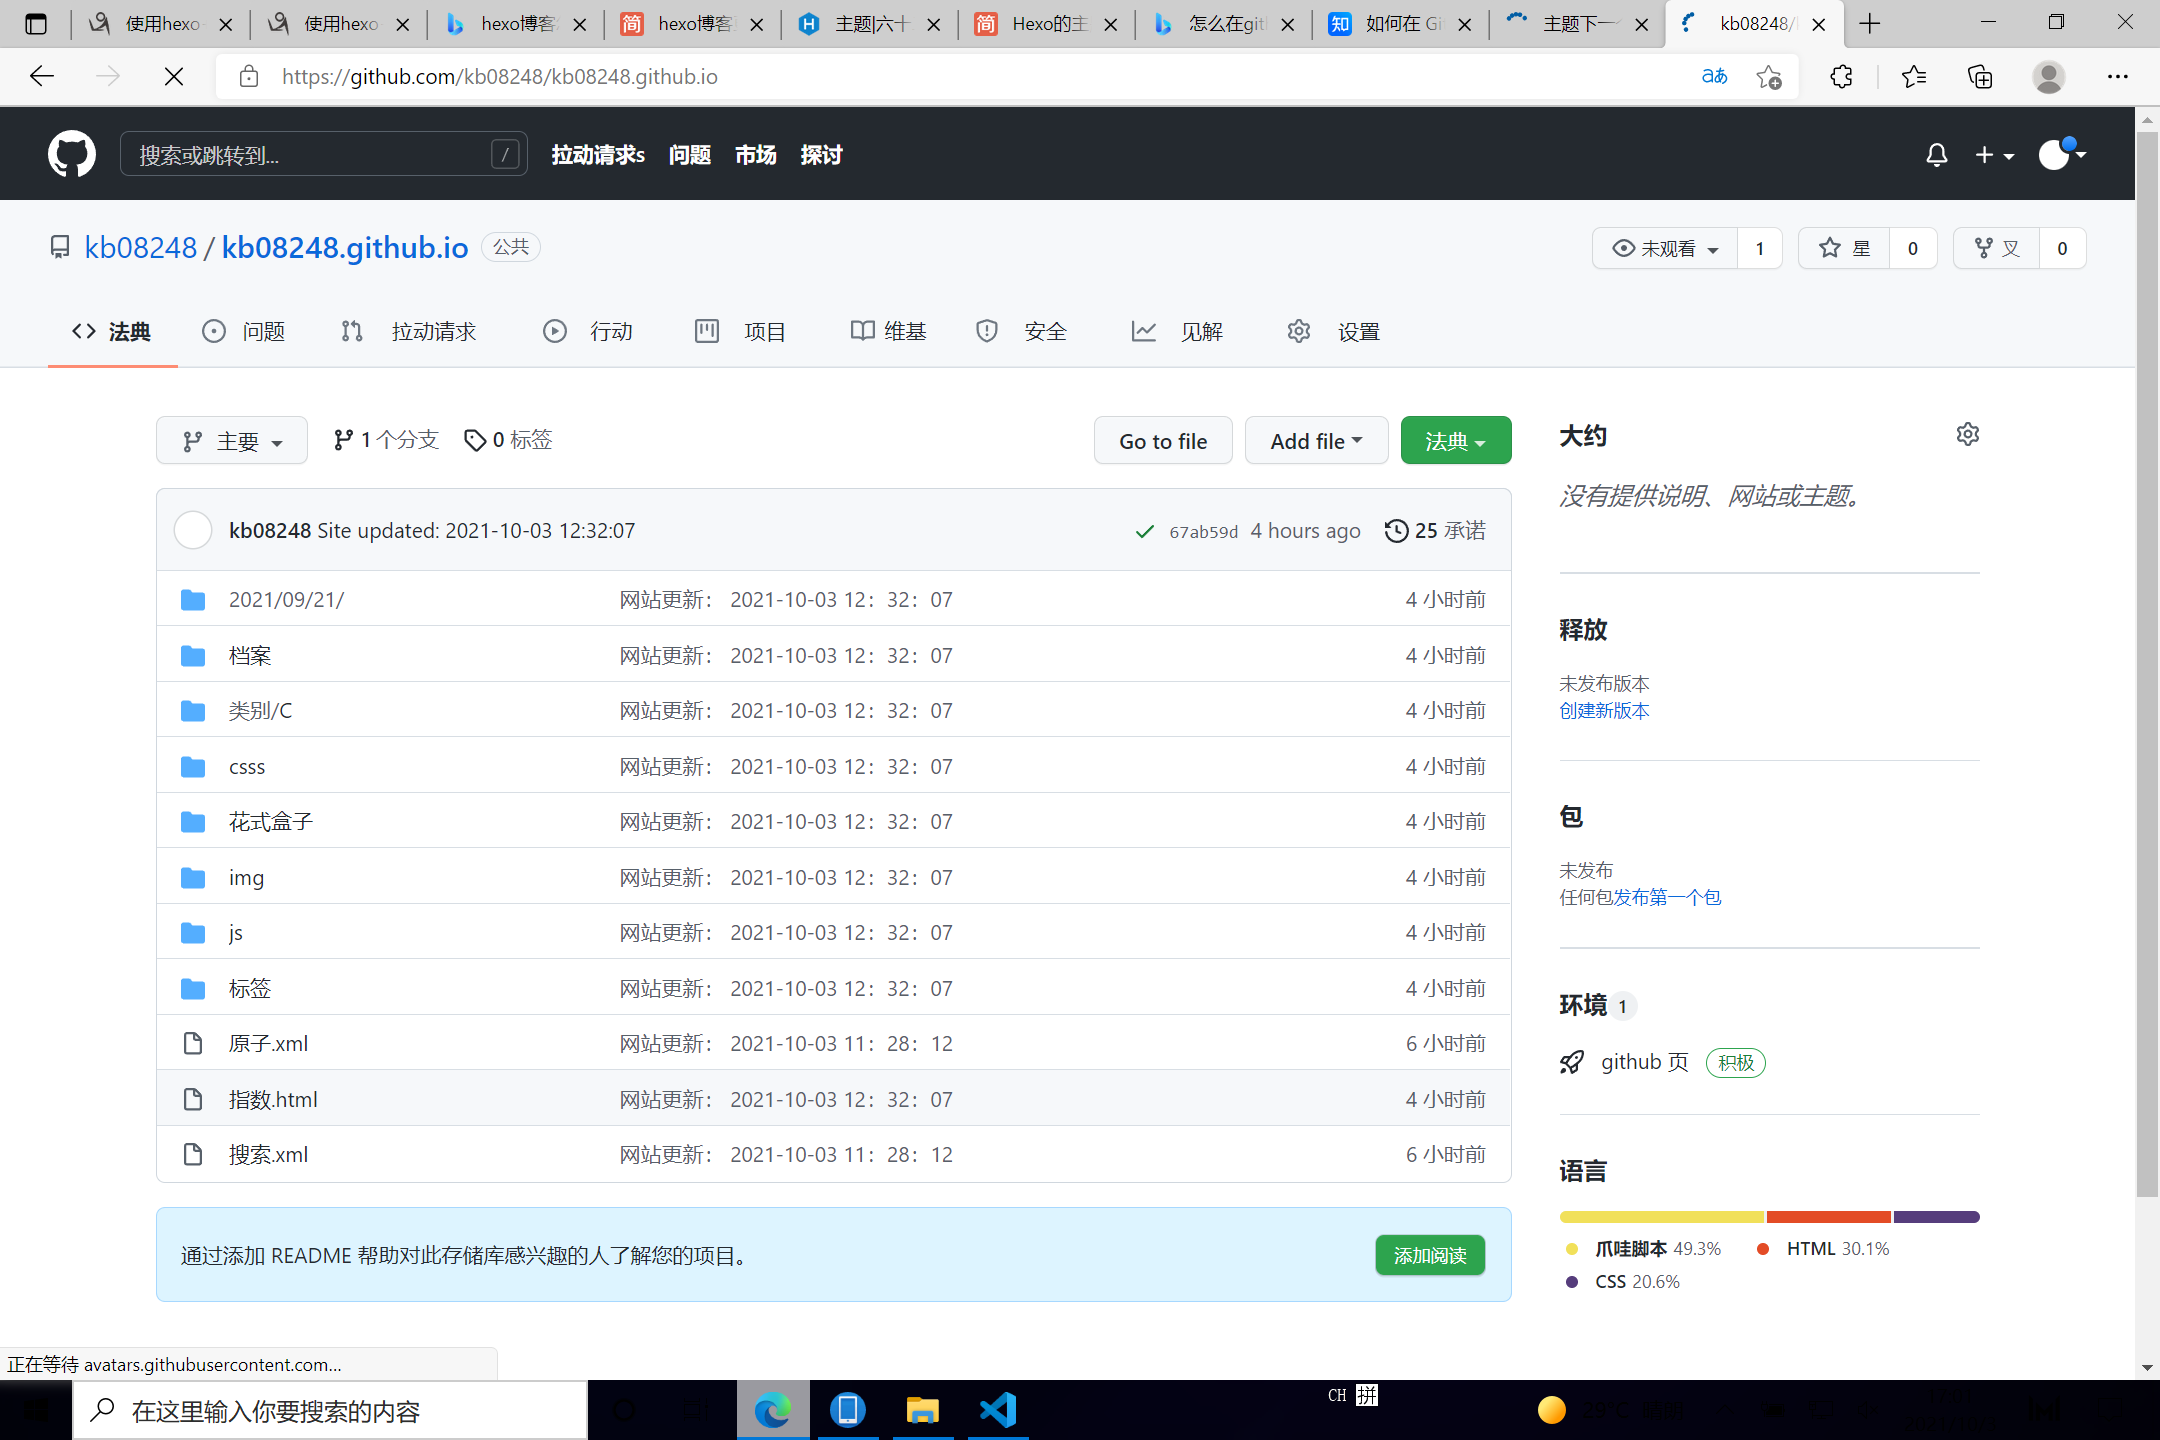 使用hexo
使用hexo
hexo博客
hexo博客
主题|六十
Hexo的主
怎么在gitl
如何在 Gi
主题下一
kb08248/
https://github.com/kb08248/kb08248.github.io
搜索或跳转到...
/
拉动请求s
问题
市场
探讨
kb08248 / kb08248.github.io
公共
未观看
1
星
0
叉
0
法典
问题
拉动请求
行动
项目
维基
安全
见解
设置
主要
1 个分支
0 标签
Go to file
Add file
法典
kb08248 Site updated: 2021-10-03 12:32:07
67ab59d
4 hours ago
25 承诺
2021/09/21/ 网站更新： 2021-10-03 12：32：07 4 小时前
档案 网站更新： 2021-10-03 12：32：07 4 小时前
类别/C 网站更新： 2021-10-03 12：32：07 4 小时前
csss 网站更新： 2021-10-03 12：32：07 4 小时前
花式盒子 网站更新： 2021-10-03 12：32：07 4 小时前
img 网站更新： 2021-10-03 12：32：07 4 小时前
js 网站更新： 2021-10-03 12：32：07 4 小时前
标签 网站更新： 2021-10-03 12：32：07 4 小时前
原子.xml 网站更新： 2021-10-03 11：28：12 6 小时前
指数.html 网站更新： 2021-10-03 12：32：07 4 小时前
搜索.xml 网站更新： 2021-10-03 11：28：12 6 小时前
通过添加 README 帮助对此存储库感兴趣的人了解您的项目。
添加阅读
大约
没有提供说明、网站或主题。
释放
未发布版本
创建新版本
包
未发布
任何包发布第一个包
环境 1
github 页
积极
语言
爪哇脚本 49.3%
HTML 30.1%
CSS 20.6%
正在等待 avatars.githubusercontent.com...
在这里输入你要搜索的内容
CH 拼